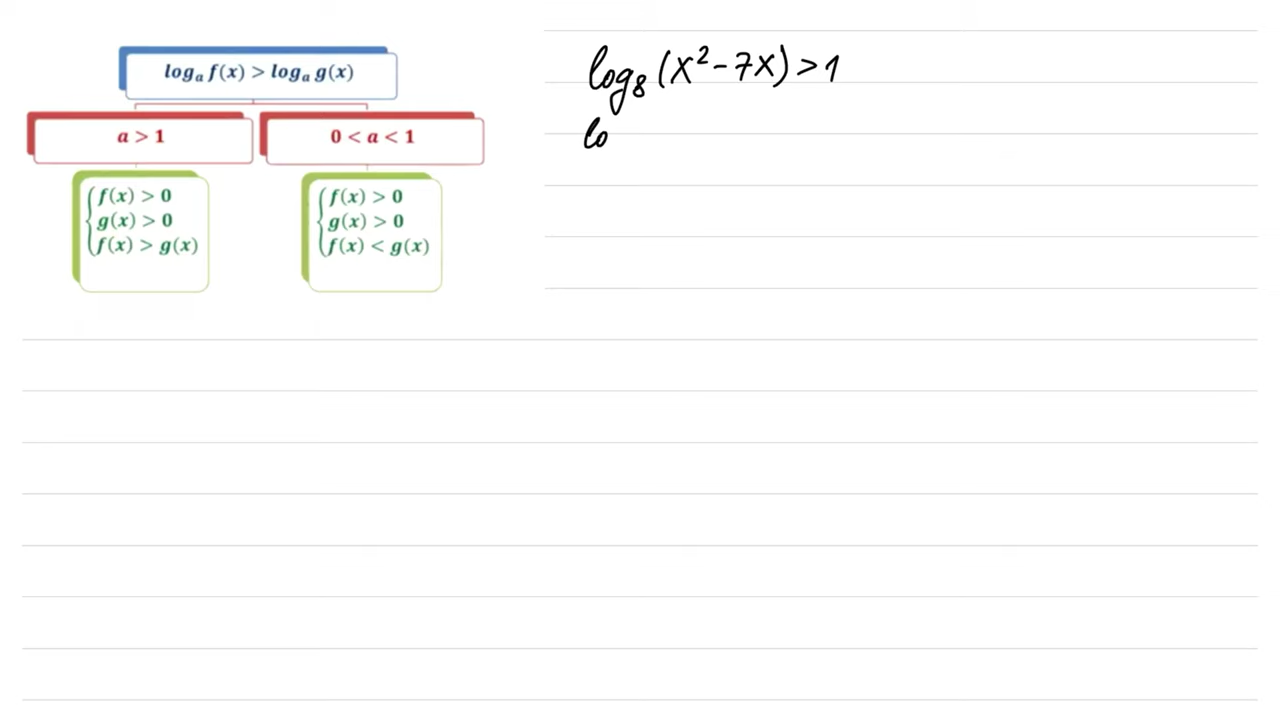 logₐ f(x) > logₐ g(x)
a > 1
0 < a < 1
f(x) > 0
g(x) > 0
f(x) > g(x)
f(x) > 0
g(x) > 0
f(x) < g(x)
log₈ (x² - 7x) > 1
lo